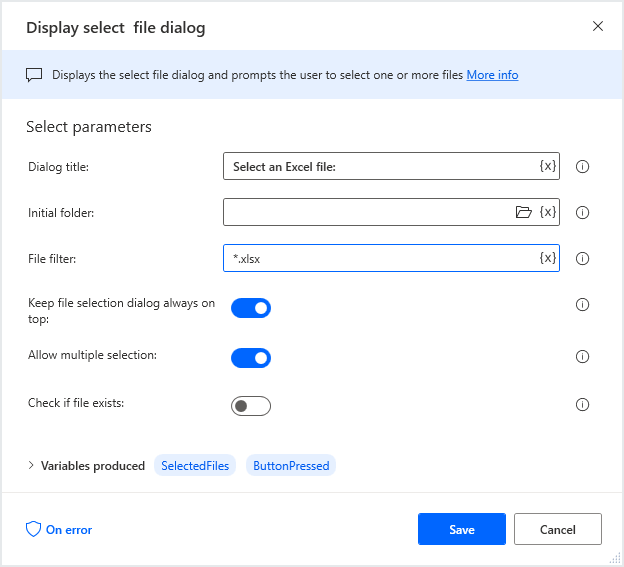 Display select  file dialog
Displays the select file dialog and prompts the user to select one or more files More info
Select parameters
Dialog title:
Select an Excel file:
{x}
Initial folder:
{x}
File filter:
*.xlsx
{x}
Keep file selection dialog always on
top:
Allow multiple selection:
Check if file exists:
Variables produced SelectedFiles ButtonPressed
On error
Save
Cancel